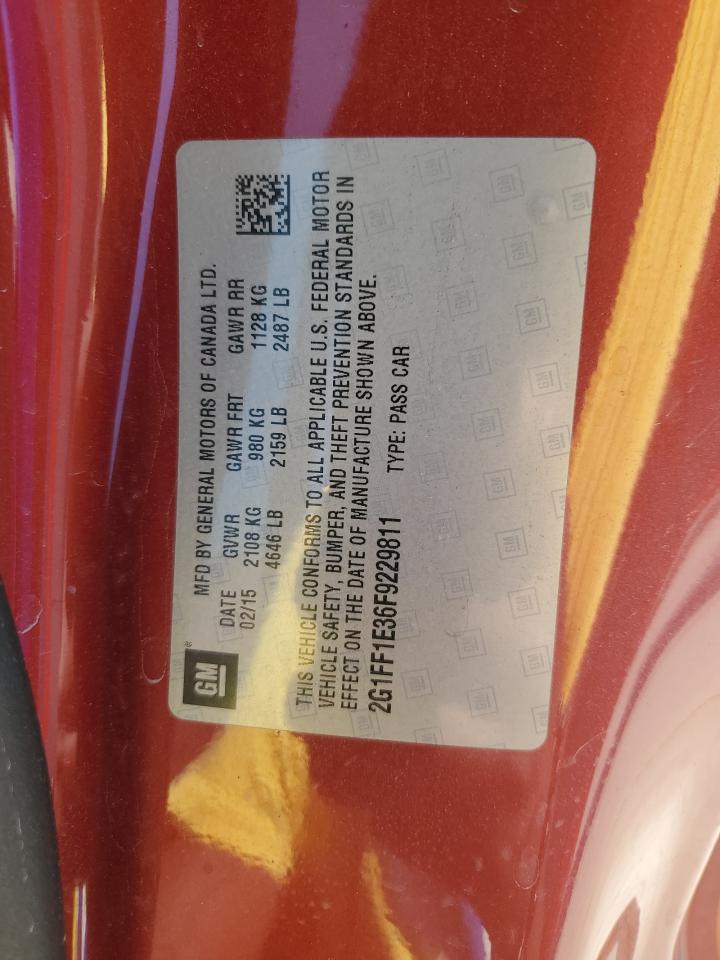 GM
MFD BY GENERAL MOTORS OF CANADA LTD.
DATE GVWR GAWR FRT GAWR RR
02/15 2108 KG 980 KG 1128 KG
4646 LB 2159 LB 2487 LB
THIS VEHICLE CONFORMS TO ALL APPLICABLE U.S. FEDERAL MOTOR
VEHICLE SAFETY, BUMPER, AND THEFT PREVENTION STANDARDS IN
EFFECT ON THE DATE OF MANUFACTURE SHOWN ABOVE.
2G1FF1E36F9229811 TYPE: PASS CAR